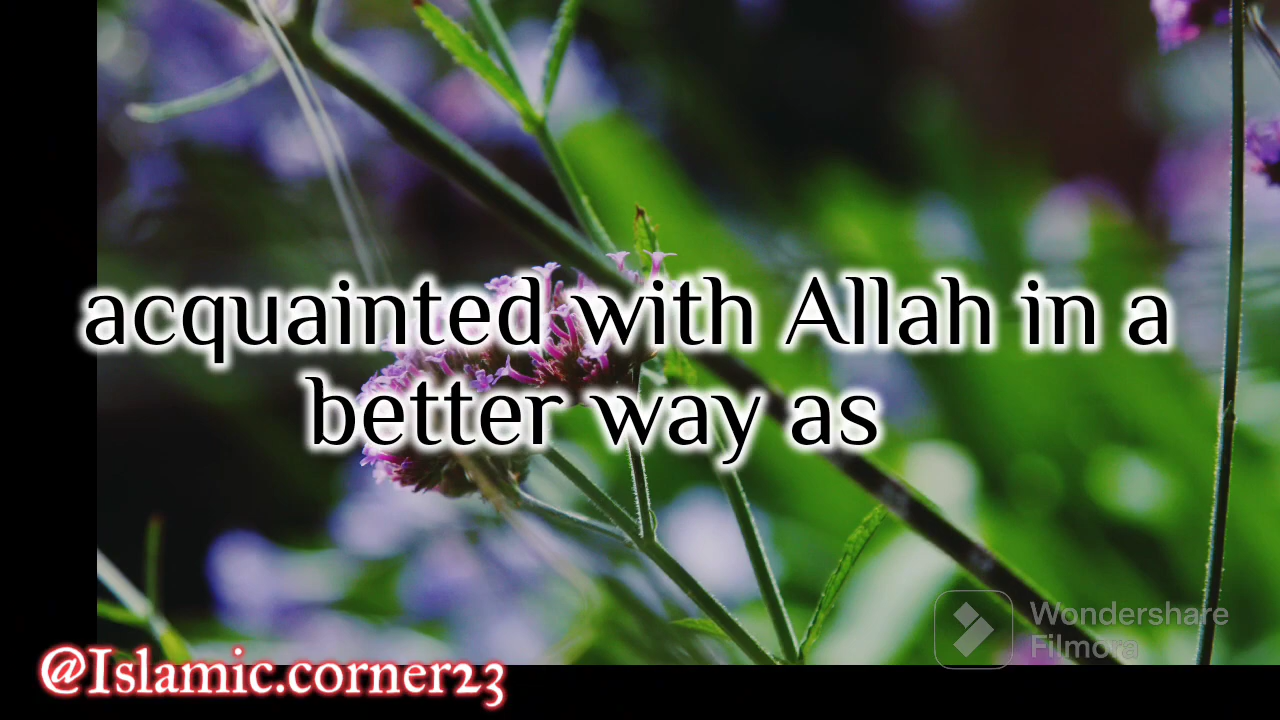 acquainted with Allah in a
better way as
Wondershare
Filmora
@Islamic.corner23